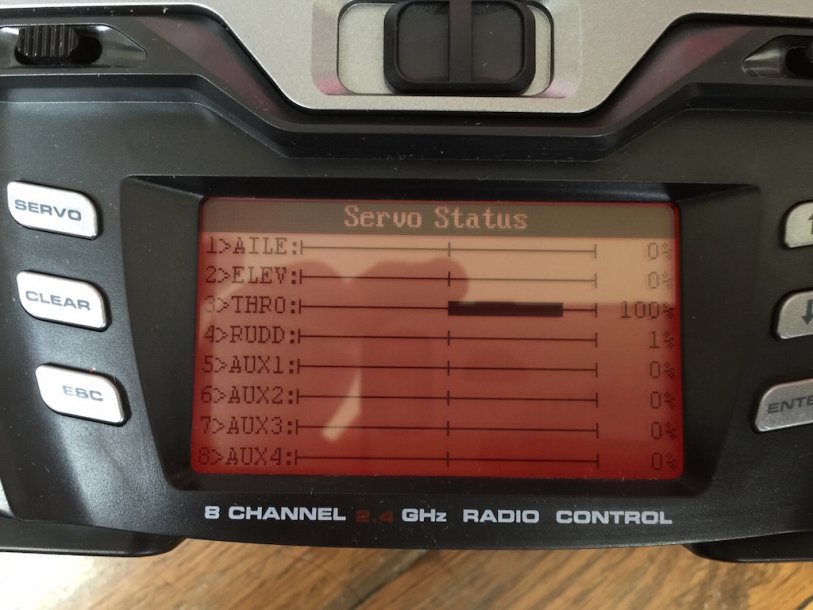 Servo Status
SERVO
CLEAR
ESC
1>AILE: 0%
2>ELEV: 0%
3>THRO: 100%
4>RUDD: 1%
5>AUX1: 0%
6>AUX2: 0%
7>AUX3: 0%
8>AUX4: 0%
ENTE
8 CHANNEL 2.4 GHz RADIO CONTROL